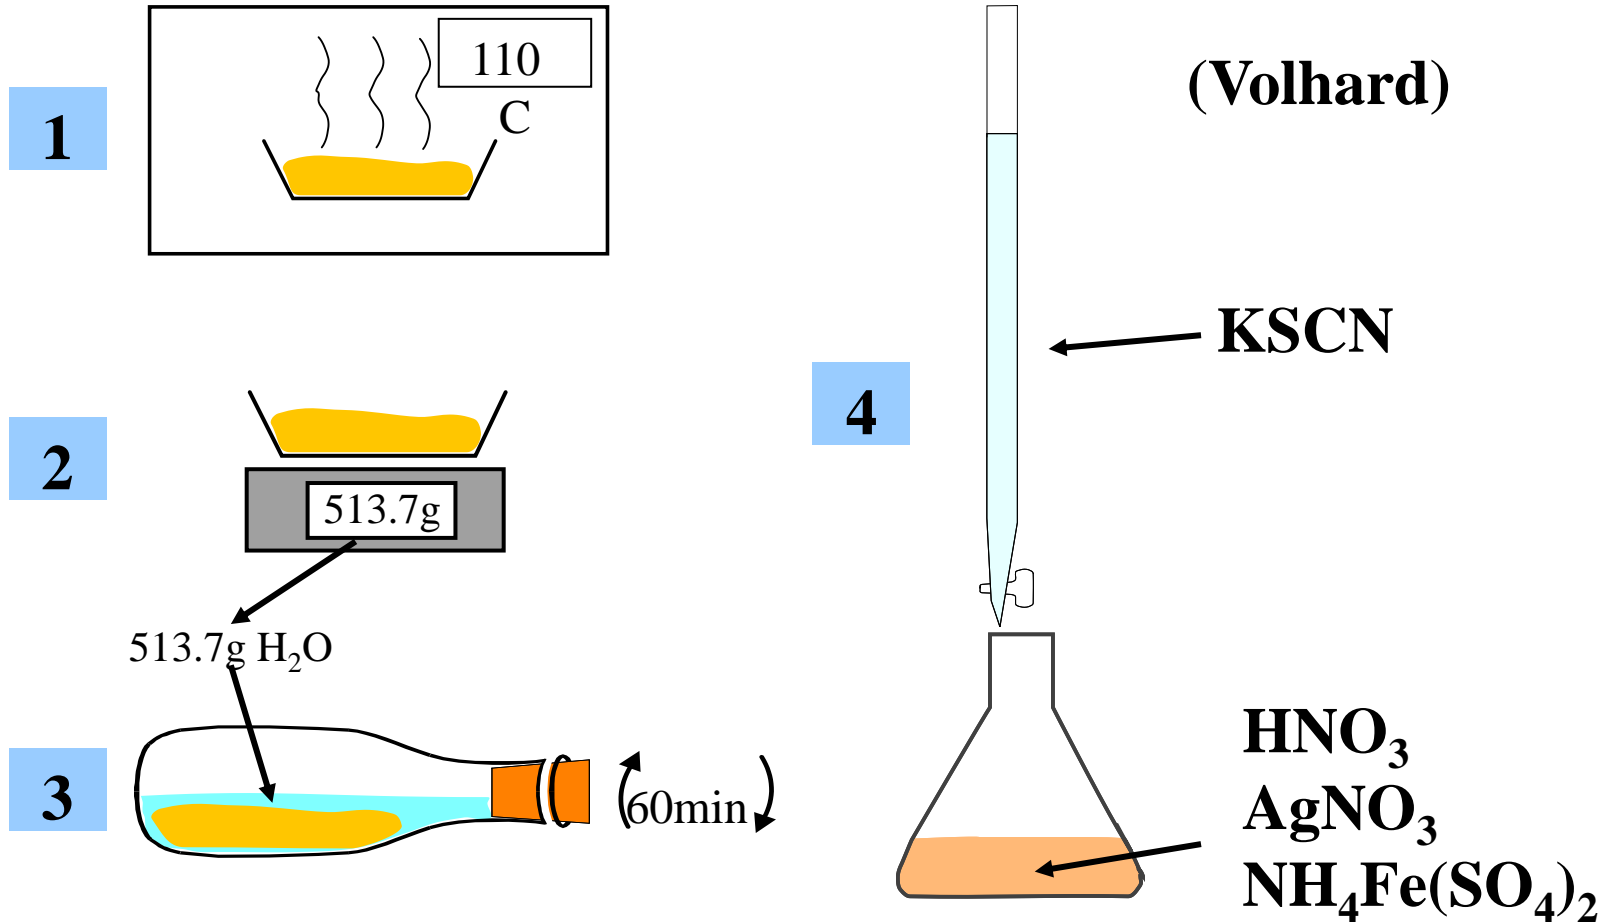 1
110
C
2
513.7g
513.7g H₂O
3
60min
(Volhard)
4
KSCN
HNO₃
AgNO₃
NH₄Fe(SO₄)₂